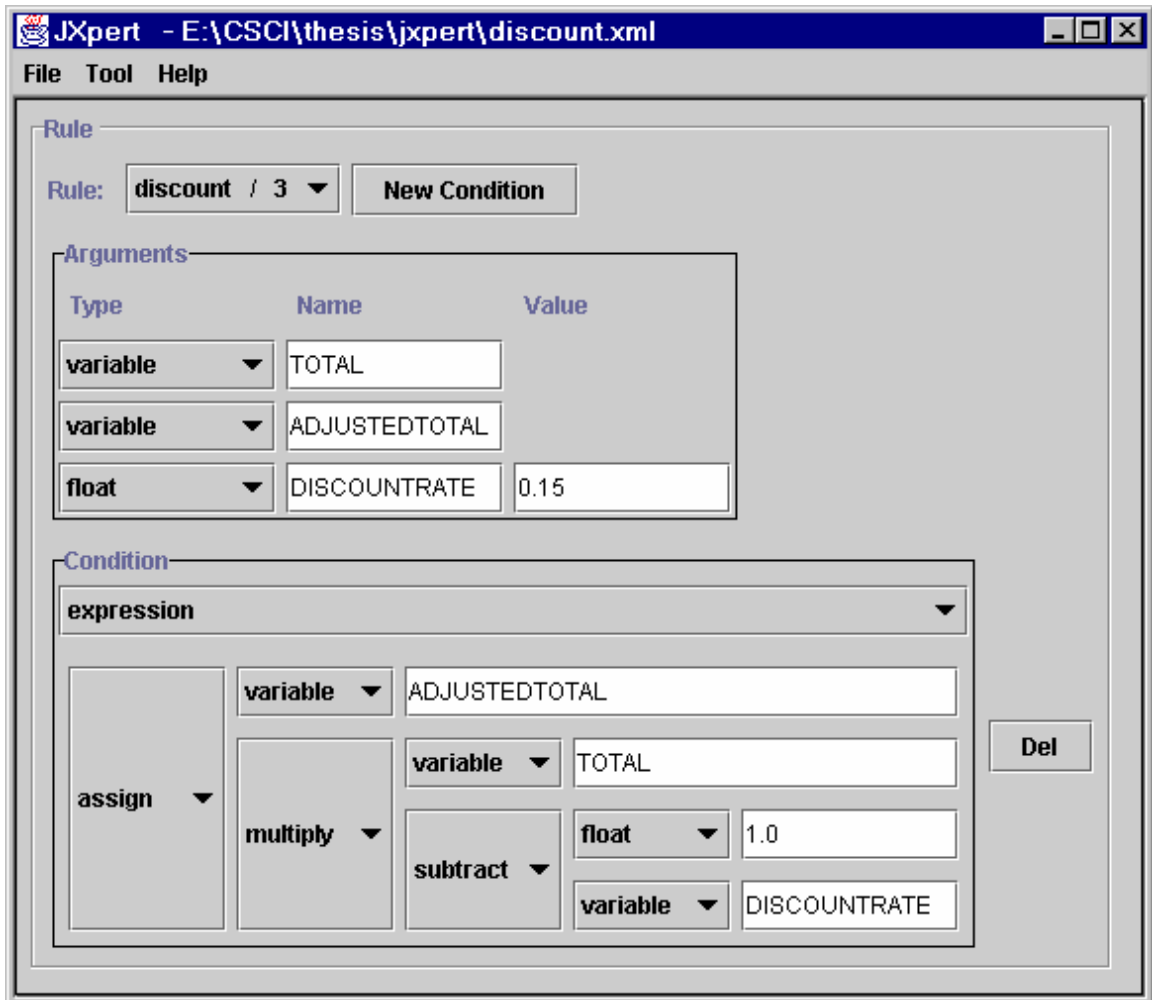 JXpert - E:\CSCI\thesis\jxpert\discount.xml
File Tool Help
Rule
Rule: discount / 3 New Condition
Arguments
Type Name Value
variable TOTAL
variable ADJUSTEDTOTAL
float DISCOUNTRATE 0.15
Condition
expression
assign
variable ADJUSTEDTOTAL
multiply
variable TOTAL
subtract
float 1.0
variable DISCOUNTRATE
Del